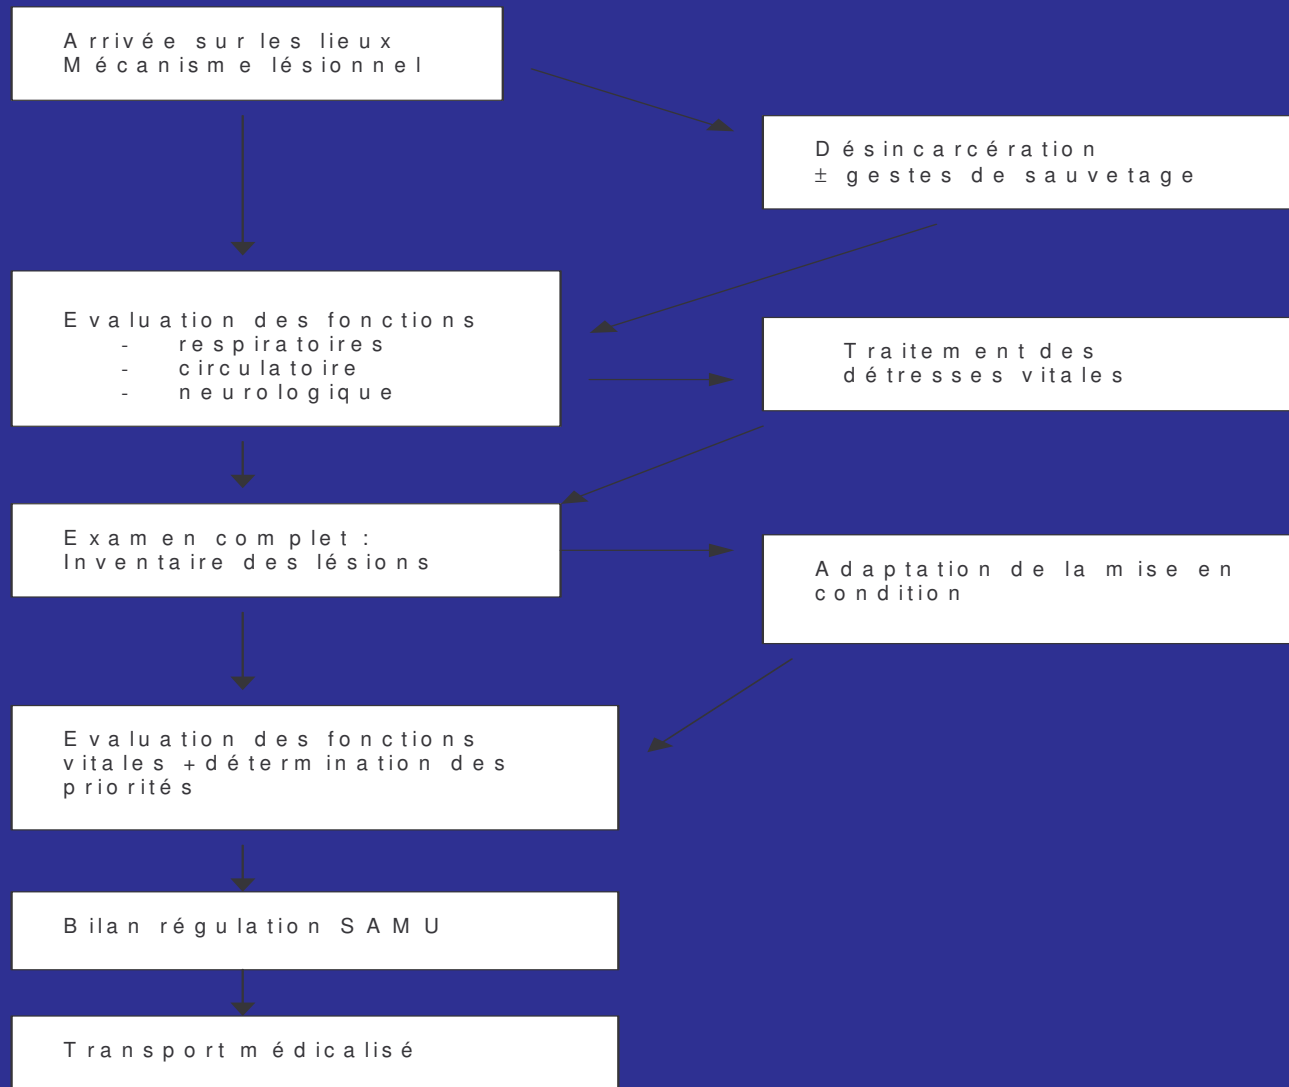 Arrivée sur les lieux
Mécanisme lésionnel
Désincarcération
± gestes de sauvetage
Evaluation des fonctions
- respiratoires
- circulatoire
- neurologique
Traitement des
détresses vitales
Examen complet :
Inventaire des lésions
Adaptation de la mise en
condition
Evaluation des fonctions
vitales +détermination des
priorités
Bilan régulation SAMU
Transport médicalisé